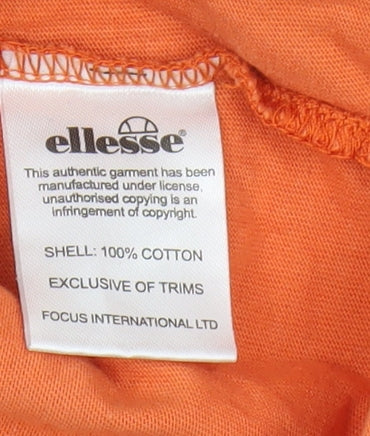 ellesse®
This authentic garment has been
manufactured under license,
unauthorised copying is an
infringement of copyright.
SHELL: 100% COTTON
EXCLUSIVE OF TRIMS
FOCUS INTERNATIONAL LTD